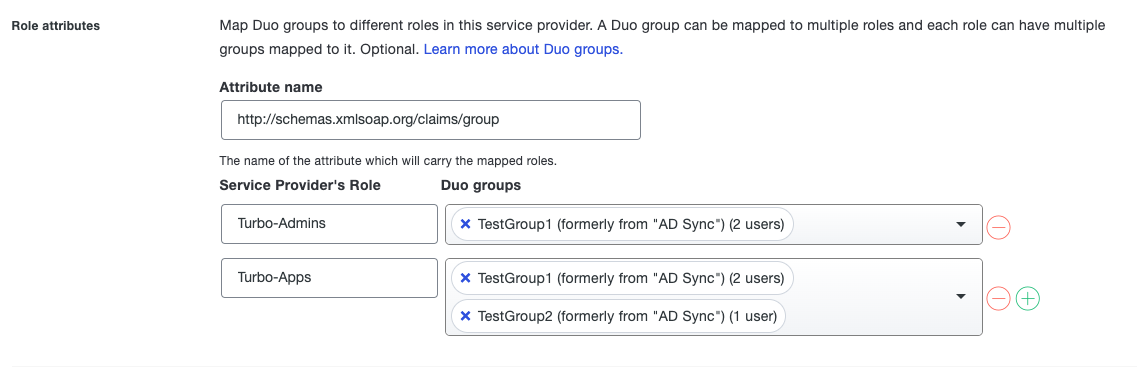 Role attributes
Map Duo groups to different roles in this service provider. A Duo group can be mapped to multiple roles and each role can have multiple
groups mapped to it. Optional. Learn more about Duo groups.
Attribute name
http://schemas.xmlsoap.org/claims/group
The name of the attribute which will carry the mapped roles.
Service Provider's Role
Duo groups
Turbo-Admins
TestGroup1 (formerly from "AD Sync") (2 users)
Turbo-Apps
TestGroup1 (formerly from "AD Sync") (2 users)
TestGroup2 (formerly from "AD Sync") (1 user)